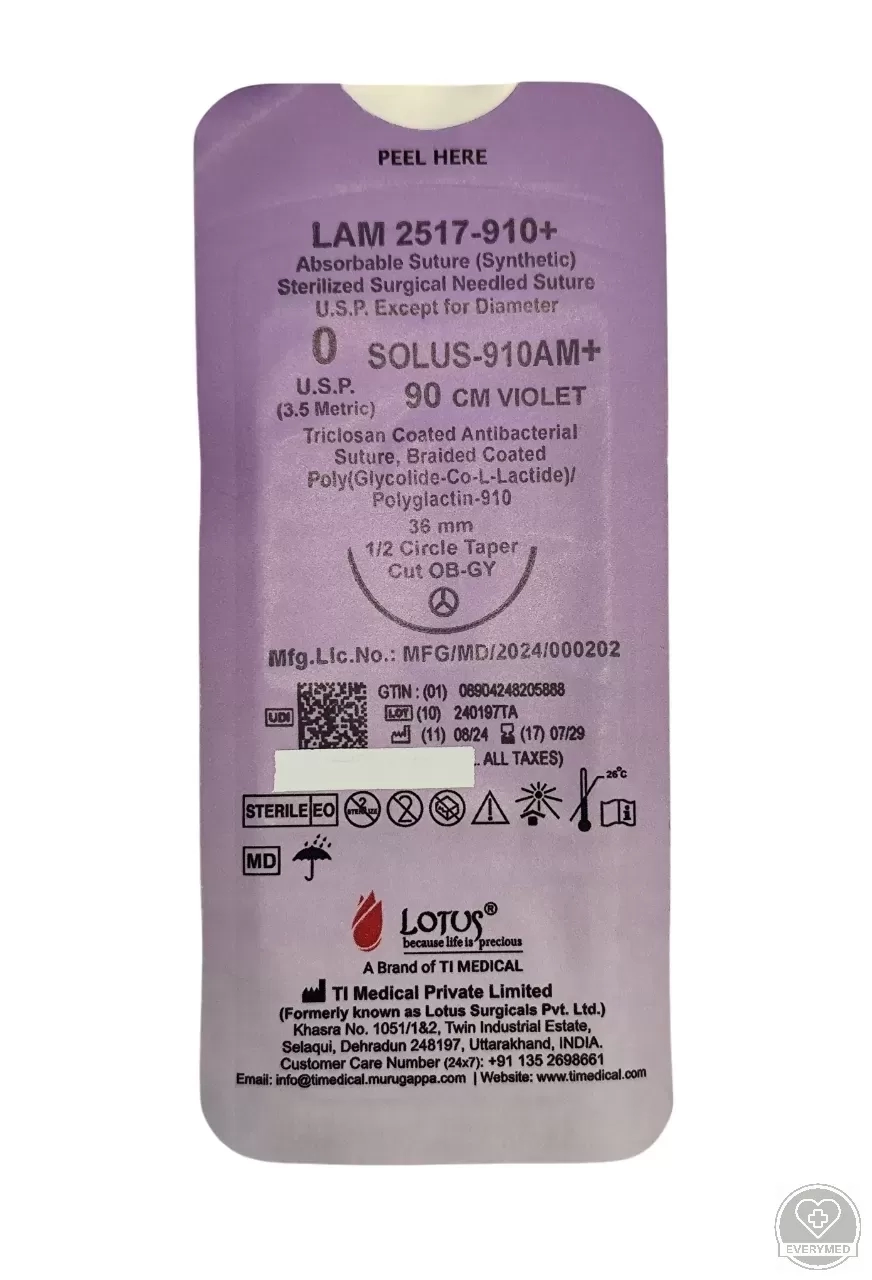 PEEL HERE
LAM 2517-910+
Absorbable Suture (Synthetic)
Sterilized Surgical Needled Suture
U.S.P. Except for Diameter
0 SOLUS-910AM+
U.S.P. 90 CM VIOLET
(3.5 Metric)
Triclosan Coated Antibacterial
Suture, Braided Coated
Poly(Glycolide-Co-L-Lactide)/
Polyglactin-910
36 mm
1/2 Circle Taper
Cut OB-GY
Mfg.Lic.No.: MFG/MD/2024/000202
GTIN : (01) 08904248205888
UDI LOT (10) 240197TA
(11) 08/24 (17) 07/29
. ALL TAXES)
26°C
STERILE EO 2 STERILIZE 2
MD
LOTUS®
because life is precious
A Brand of TI MEDICAL
TI Medical Private Limited
(Formerly known as Lotus Surgicals Pvt. Ltd.)
Khasra No. 1051/1&2, Twin Industrial Estate,
Selaqui, Dehradun 248197, Uttarakhand, INDIA.
Customer Care Number (24x7): +91 135 2698661
Email: info@timedical.murugappa.com | Website: www.timedical.com
EVERYMED